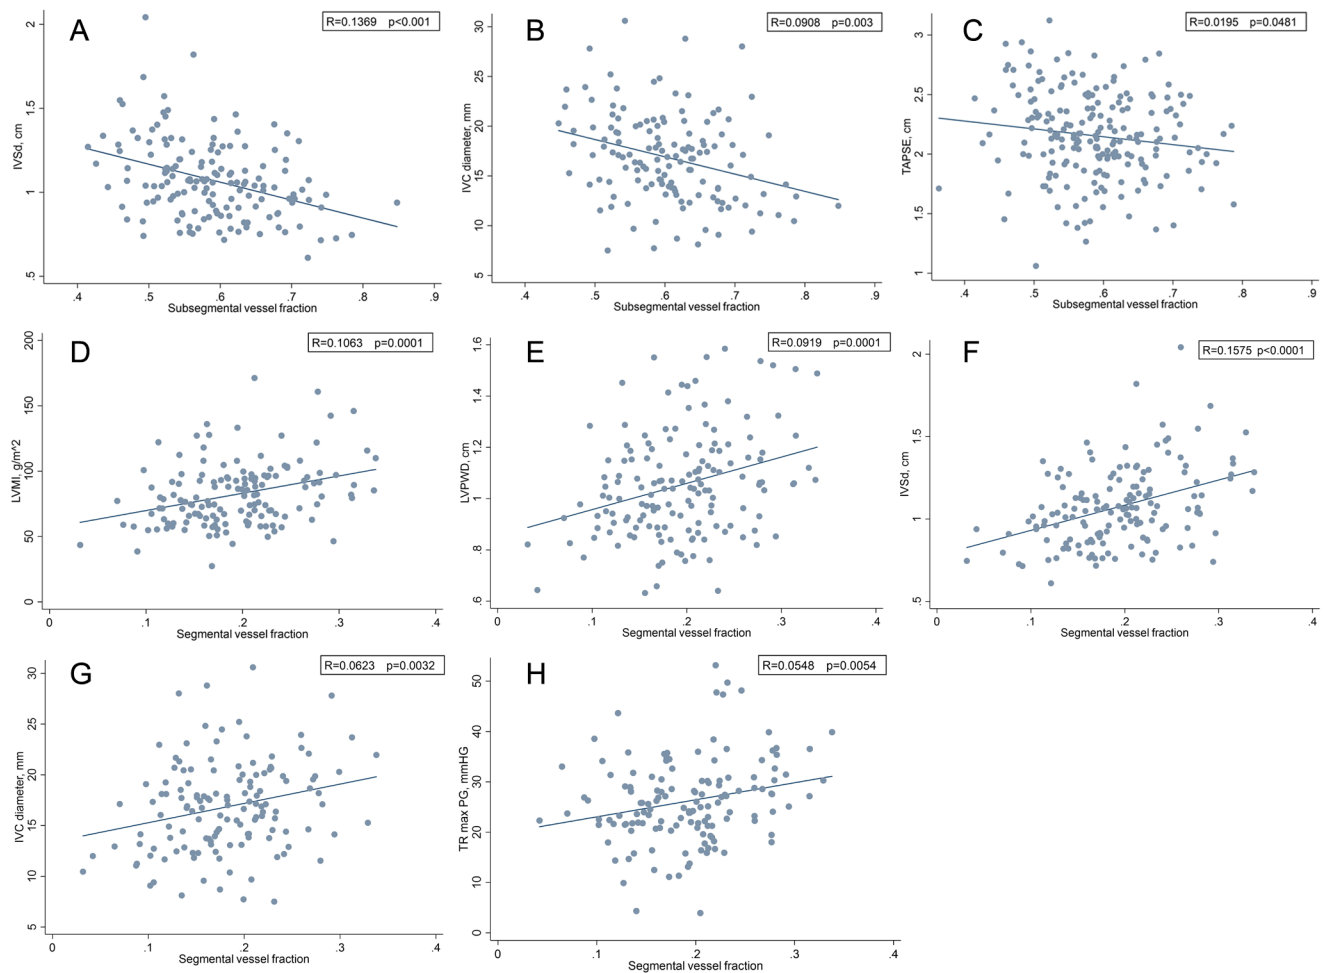 A
R=0.1369 p<0.001
IVSd, cm
2
1.5
1
.5
.4 .5 .6 .7 .8 .9
Subsegmental vessel fraction
B
R=0.0908 p=0.003
IVC diameter, mm
30
25
20
15
10
5
.4 .5 .6 .7 .8 .9
Subsegmental vessel fraction
C
R=0.0195 p=0.0481
TAPSE, cm
3
2.5
2
1.5
1
.4 .5 .6 .7 .8 .9
Subsegmental vessel fraction
D
R=0.1063 p=0.0001
LVMI, g/m^2
200
150
100
50
0
0 .1 .2 .3 .4
Segmental vessel fraction
E
R=0.0919 p=0.0001
LVPWD, cm
1.6
1.4
1.2
1
.8
.6
0 .1 .2 .3 .4
Segmental vessel fraction
F
R=0.1575 p<0.0001
IVSd, cm
2
1.5
1
.5
0 .1 .2 .3 .4
Segmental vessel fraction
G
R=0.0623 p=0.0032
IVC diameter, mm
30
25
20
15
10
5
0 .1 .2 .3 .4
Segmental vessel fraction
H
R=0.0548 p=0.0054
TR max PG, mmHG
50
40
30
20
10
0
0 .1 .2 .3 .4
Segmental vessel fraction